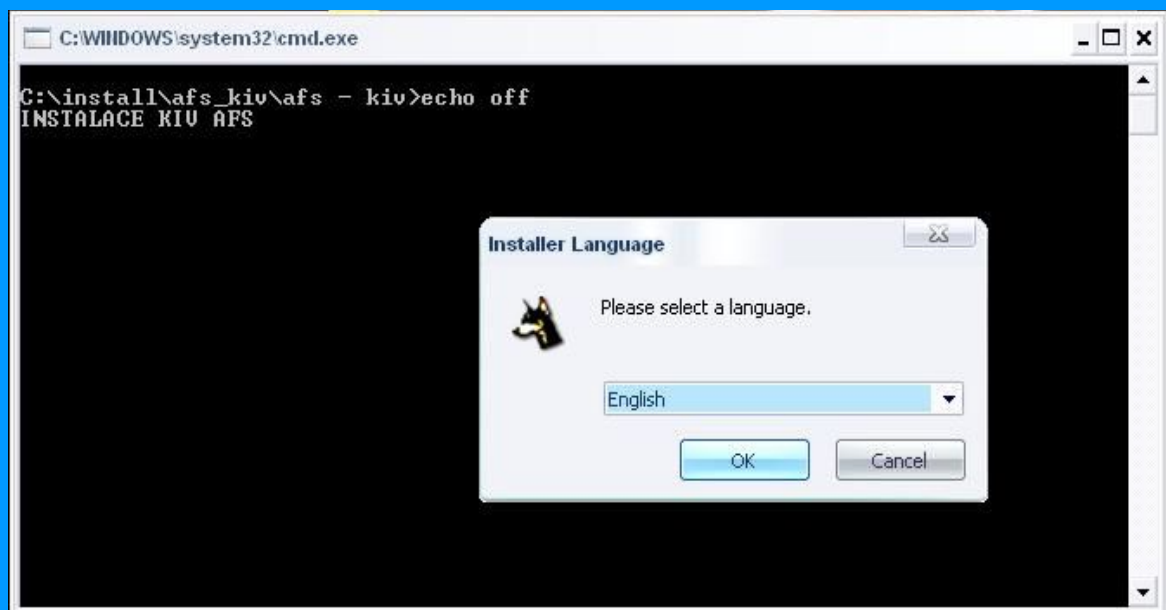 C:\WINDOWS\system32\cmd.exe
C:\install\afs_kiv\afs - kiv>echo off
INSTALACE KIV AFS
Installer Language
Please select a language.
English
OK
Cancel